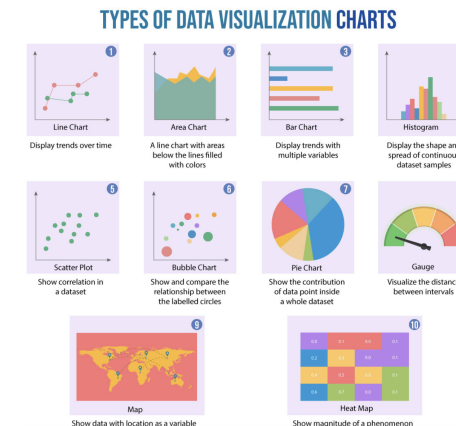 TYPES OF DATA VISUALIZATION CHARTS
1
Line Chart
Display trends over time
2
Area Chart
A line chart with areas
below the lines filled
with colors
3
Bar Chart
Display trends with
multiple variables
Histogram
Display the shape an
spread of continuou
dataset samples
5
Scatter Plot
Show correlation in
a dataset
6
Bubble Chart
Show and compare the
relationship between
the labelled circles
7
Pie Chart
Show the contribution
of data point inside
a whole dataset
Gauge
Visualize the distanc
between intervals
9
Map
Show data with location as a variable
10
Heat Map
Show magnitude of a phenomenon